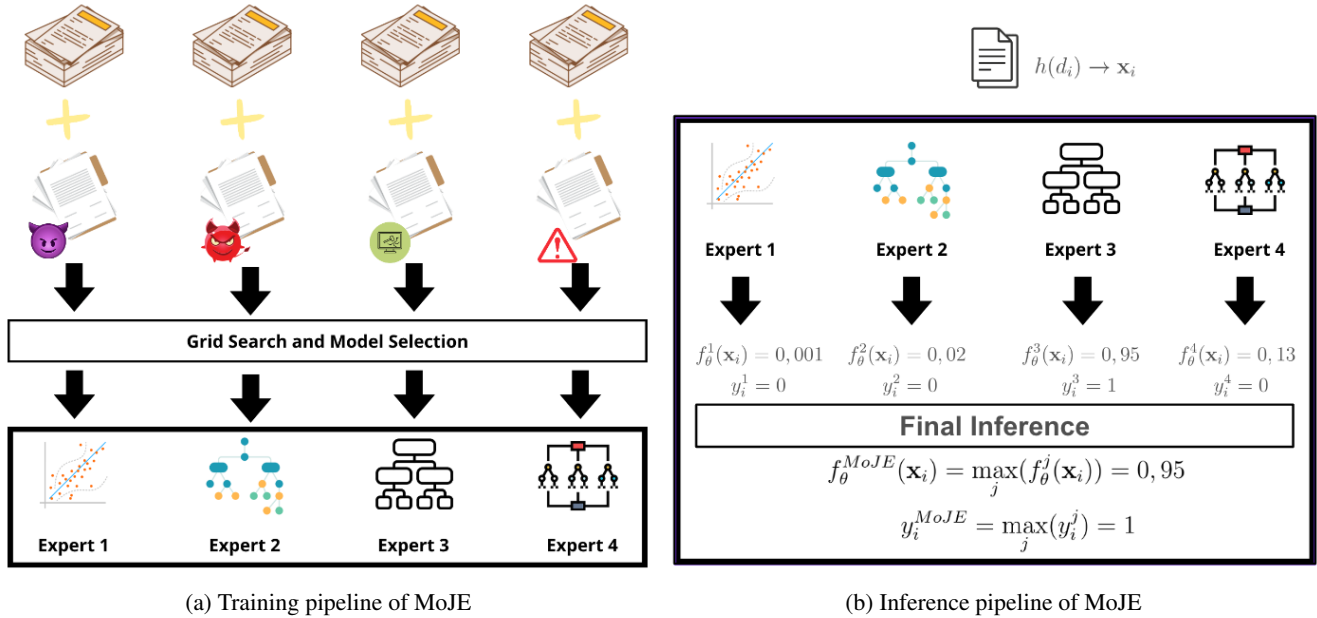 Grid Search and Model Selection
Expert 1 Expert 2 Expert 3 Expert 4
(a) Training pipeline of MoJE
h(d_i) → x_i
Expert 1 Expert 2 Expert 3 Expert 4
f_θ^1(x_i) = 0,001 f_θ^2(x_i) = 0,02 f_θ^3(x_i) = 0,95 f_θ^4(x_i) = 0,13
y_i^1 = 0 y_i^2 = 0 y_i^3 = 1 y_i^4 = 0
Final Inference
f_θ^{MoJE}(x_i) = max_j(f_θ^j(x_i)) = 0,95
y_i^{MoJE} = max_j(y_i^j) = 1
(b) Inference pipeline of MoJE